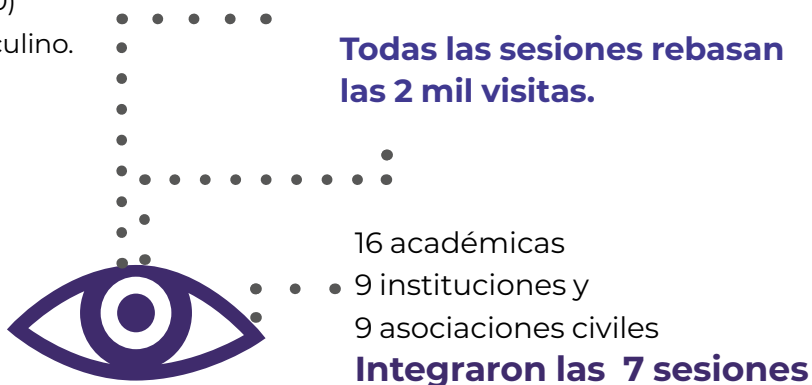 culino.
Todas las sesiones rebasan
las 2 mil visitas.
16 académicas
9 instituciones y
9 asociaciones civiles
Integraron las 7 sesiones